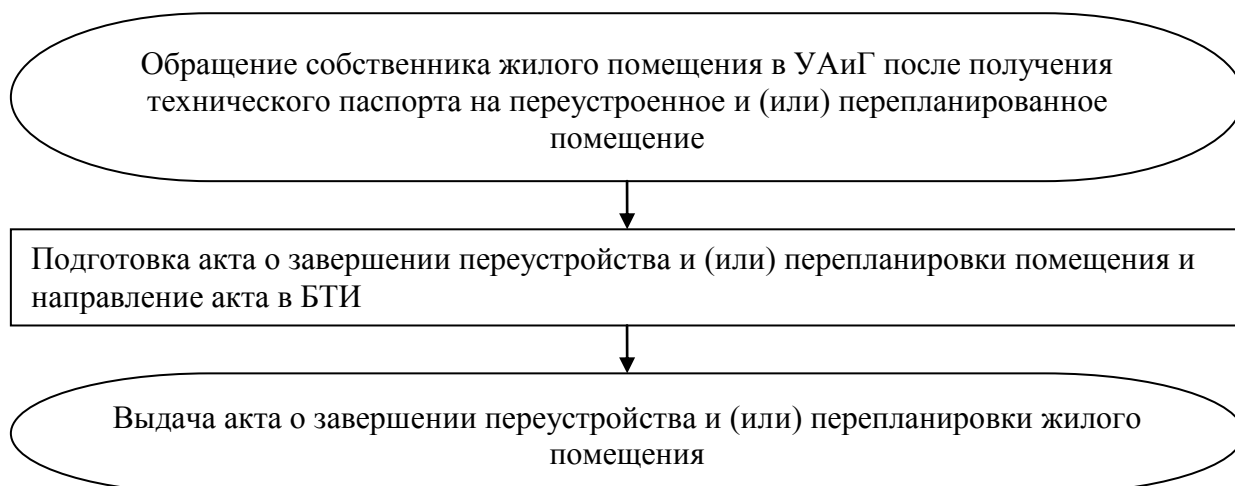 Обращение собственника жилого помещения в УАиГ после получения
технического паспорта на переустроенное и (или) перепланированное
помещение
Подготовка акта о завершении переустройства и (или) перепланировки помещения и
направление акта в БТИ
Выдача акта о завершении переустройства и (или) перепланировки жилого
помещения